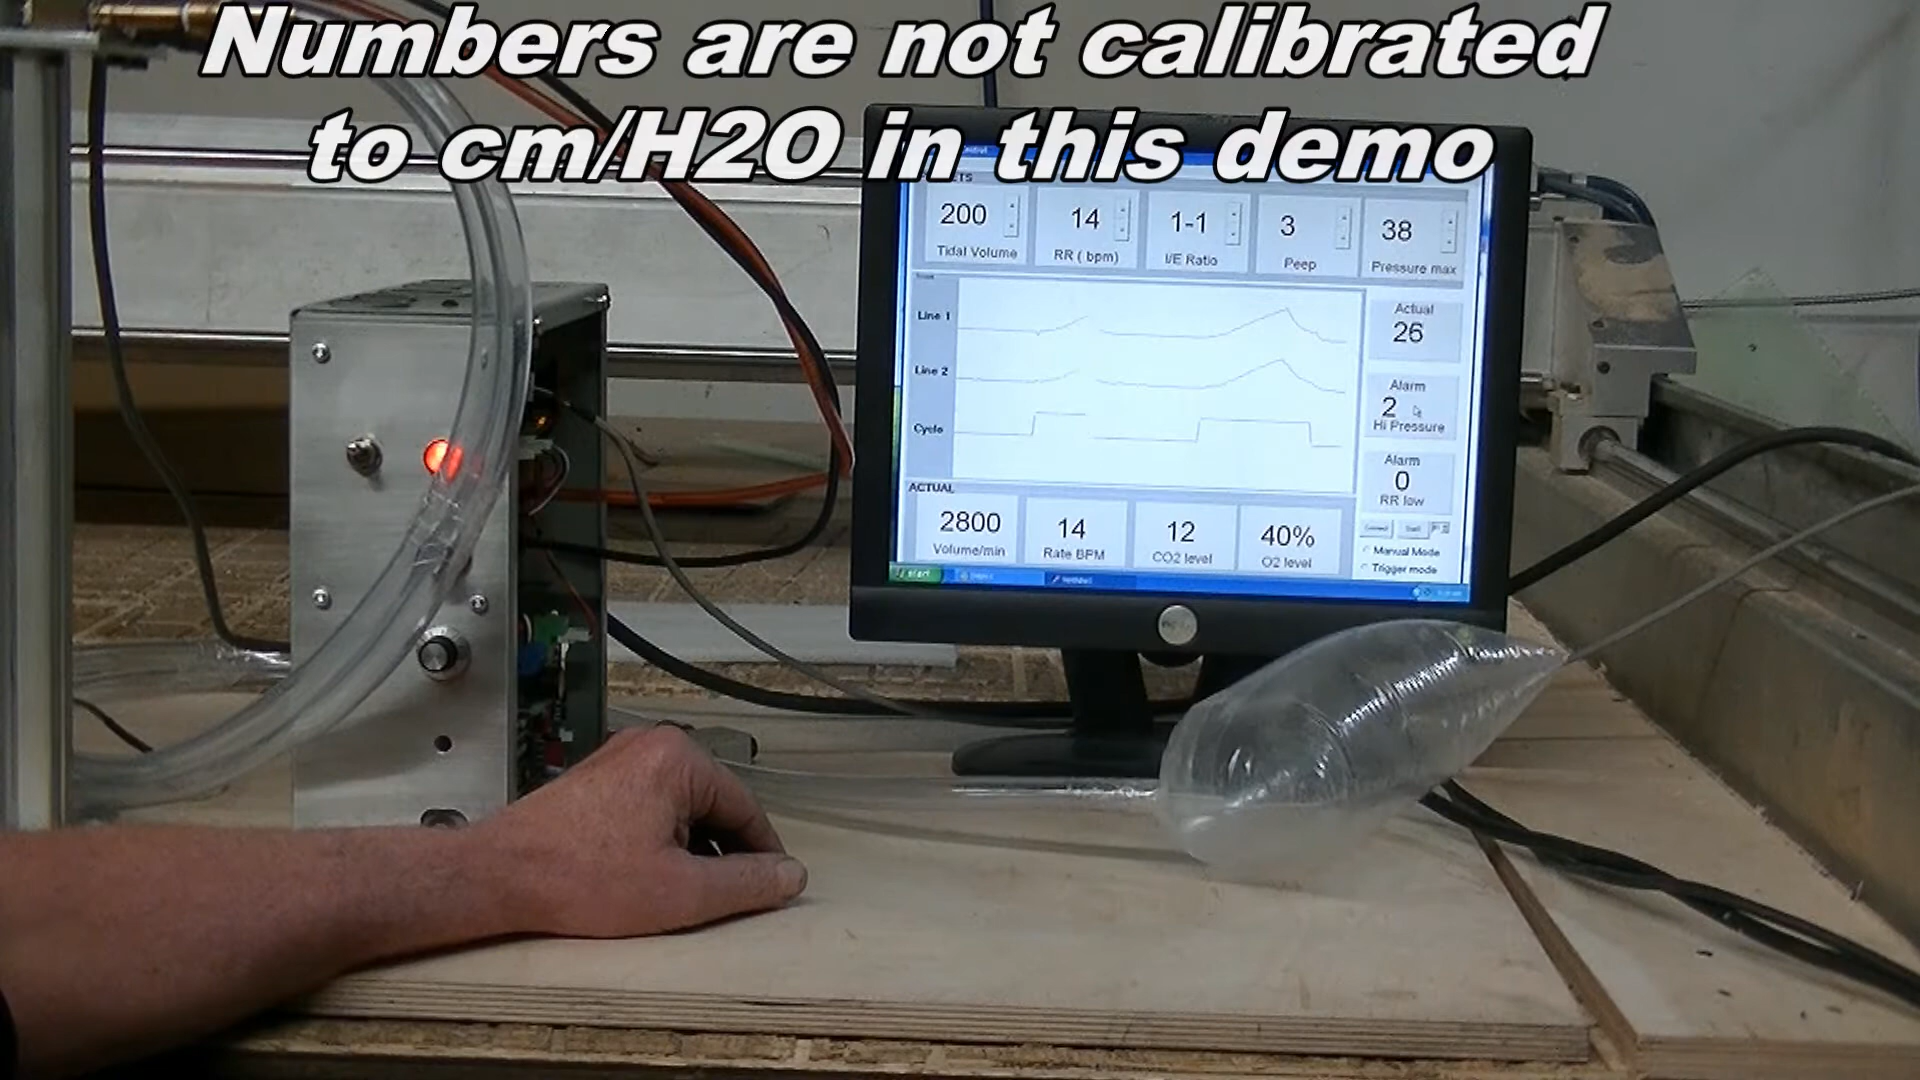 Numbers are not calibrated
to cm/H2O in this demo
200
Tidal Volume
14
RR ( bpm)
1-1
I/E Ratio
3
Peep
38
Pressure max
Line 1
Line 2
Cycle
Actual
26
Alarm
2
Hi Pressure
Alarm
0
RR low
ACTUAL
2800
Volume/min
14
Rate BPM
12
CO2 level
40%
O2 level
Manual Mode
Trigger mode
start